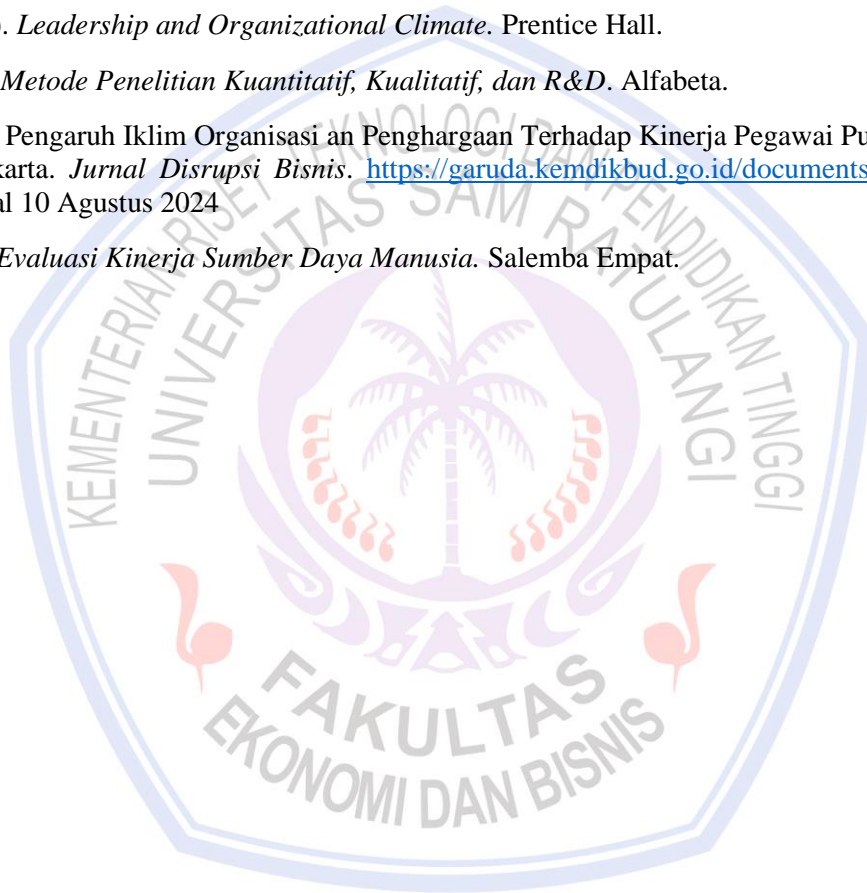 ). Leadership and Organizational Climate. Prentice Hall.
Metode Penelitian Kuantitatif, Kualitatif, dan R&D. Alfabeta.
Pengaruh Iklim Organisasi an Penghargaan Terhadap Kinerja Pegawai Pu
karta. Jurnal Disrupsi Bisnis. https://garuda.kemdikbud.go.id/documents
al 10 Agustus 2024
Evaluasi Kinerja Sumber Daya Manusia. Salemba Empat.
KEMENTERIAN RISET TEKNOLOGI DAN PENDIDIKAN TINGGI
UNIVERSITAS SAM RATULANGI
FAKULTAS
EKONOMI DAN BISNIS